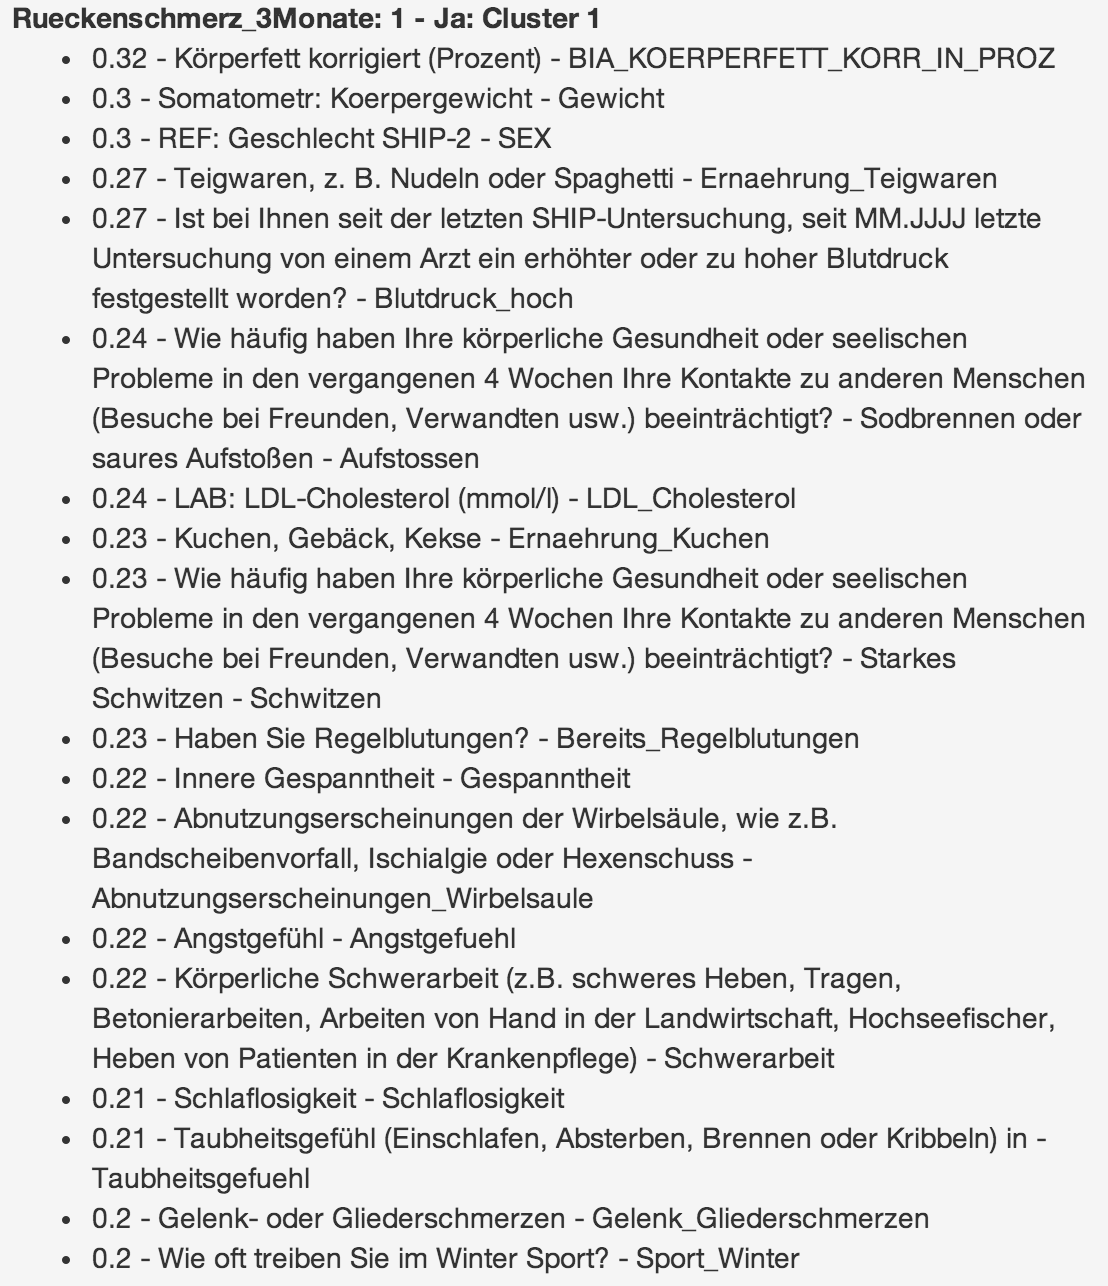 Rueckenschmerz_3Monate: 1 - Ja: Cluster 1
• 0.32 - Körperfett korrigiert (Prozent) - BIA_KOERPERFETT_KORR_IN_PROZ
• 0.3 - Somatometr: Koerpergewicht - Gewicht
• 0.3 - REF: Geschlecht SHIP-2 - SEX
• 0.27 - Teigwaren, z. B. Nudeln oder Spaghetti - Ernaehrung_Teigwaren
• 0.27 - Ist bei Ihnen seit der letzten SHIP-Untersuchung, seit MM.JJJJ letzte
Untersuchung von einem Arzt ein erhöhter oder zu hoher Blutdruck
festgestellt worden? - Blutdruck_hoch
• 0.24 - Wie häufig haben Ihre körperliche Gesundheit oder seelischen
Probleme in den vergangenen 4 Wochen Ihre Kontakte zu anderen Menschen
(Besuche bei Freunden, Verwandten usw.) beeinträchtigt? - Sodbrennen oder
saures Aufstoßen - Aufstossen
• 0.24 - LAB: LDL-Cholesterol (mmol/l) - LDL_Cholesterol
• 0.23 - Kuchen, Gebäck, Kekse - Ernaehrung_Kuchen
• 0.23 - Wie häufig haben Ihre körperliche Gesundheit oder seelischen
Probleme in den vergangenen 4 Wochen Ihre Kontakte zu anderen Menschen
(Besuche bei Freunden, Verwandten usw.) beeinträchtigt? - Starkes
Schwitzen - Schwitzen
• 0.23 - Haben Sie Regelblutungen? - Bereits_Regelblutungen
• 0.22 - Innere Gespanntheit - Gespanntheit
• 0.22 - Abnutzungserscheinungen der Wirbelsäule, wie z.B.
Bandscheibenvorfall, Ischialgie oder Hexenschuss -
Abnutzungserscheinungen_Wirbelsaule
• 0.22 - Angstgefühl - Angstgefuehl
• 0.22 - Körperliche Schwerarbeit (z.B. schweres Heben, Tragen,
Betonierarbeiten, Arbeiten von Hand in der Landwirtschaft, Hochseefischer,
Heben von Patienten in der Krankenpflege) - Schwerarbeit
• 0.21 - Schlaflosigkeit - Schlaflosigkeit
• 0.21 - Taubheitsgefühl (Einschlafen, Absterben, Brennen oder Kribbeln) in -
Taubheitsgefuehl
• 0.2 - Gelenk- oder Gliederschmerzen - Gelenk_Gliederschmerzen
• 0.2 - Wie oft treiben Sie im Winter Sport? - Sport_Winter